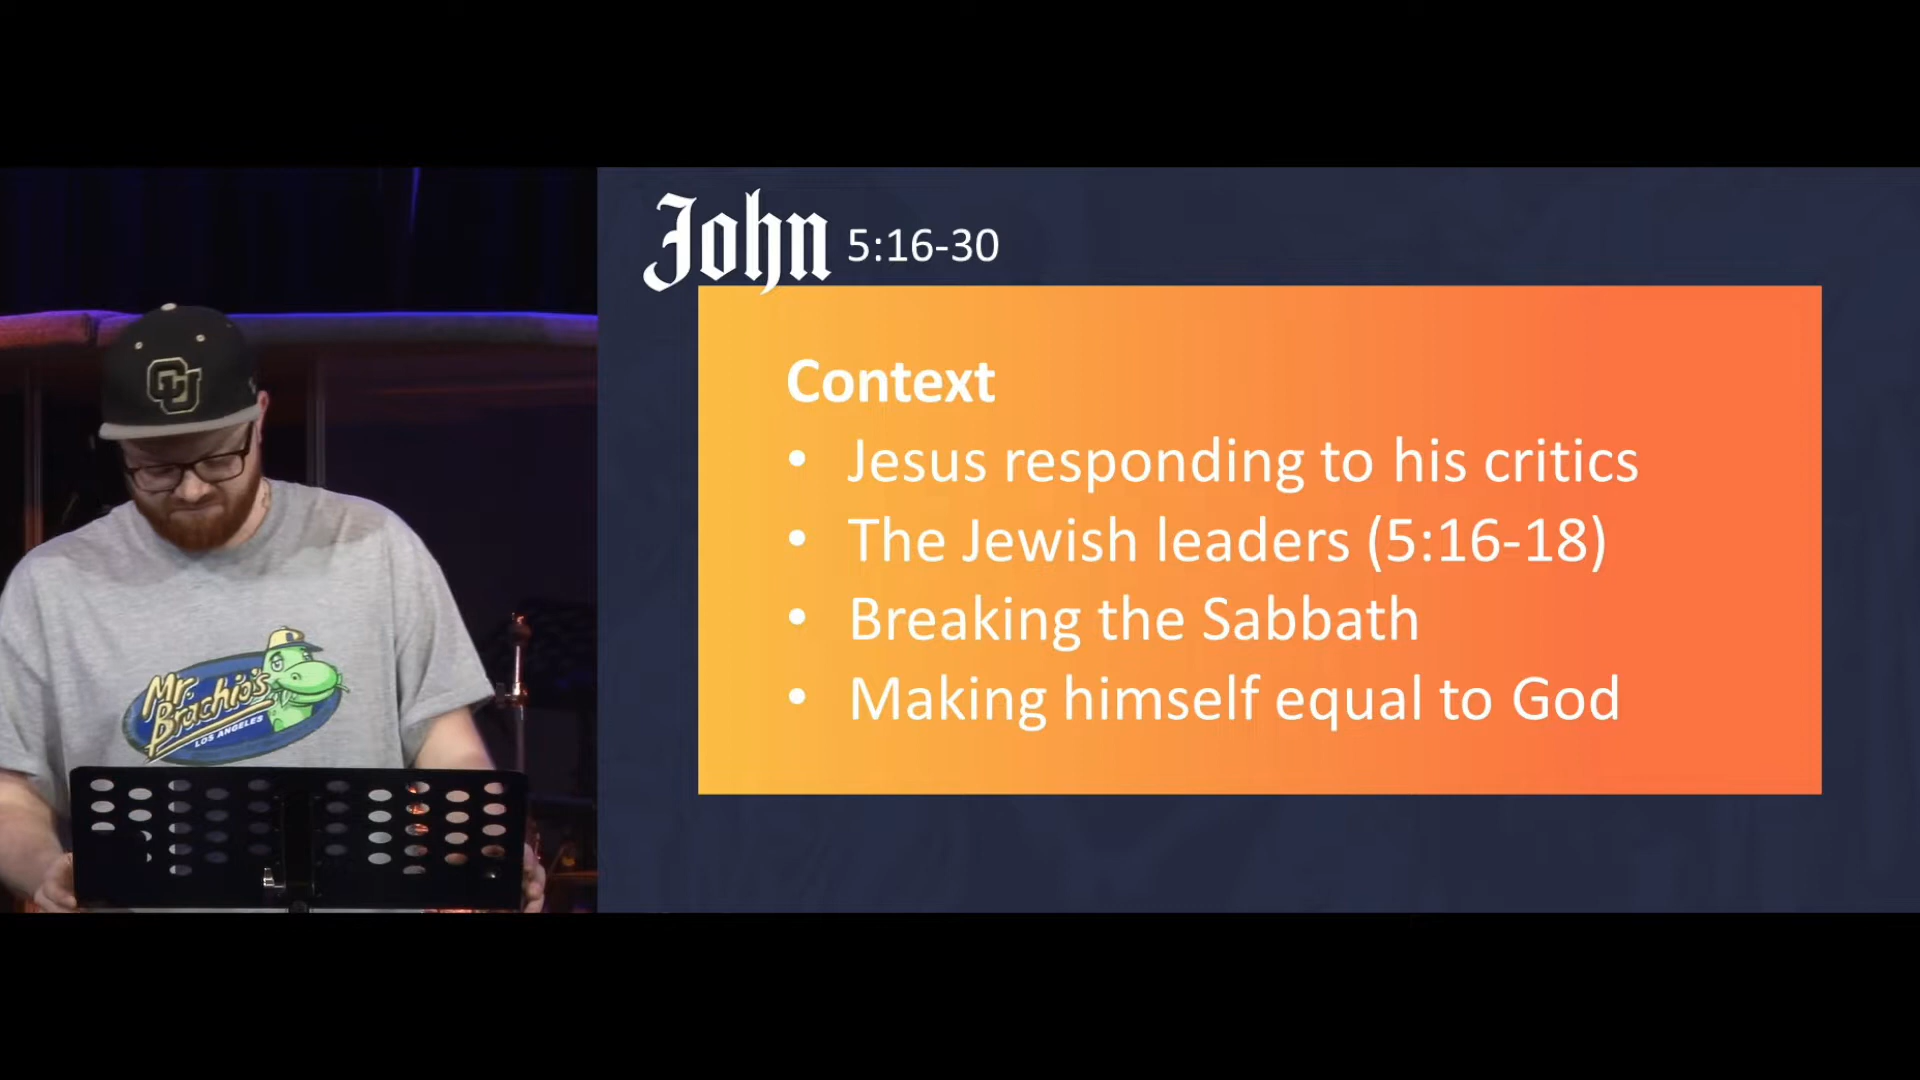 CU
Mr.
Brachio's
LOS ANGELES
John 5:16-30
Context
• Jesus responding to his critics
• The Jewish leaders (5:16-18)
• Breaking the Sabbath
• Making himself equal to God